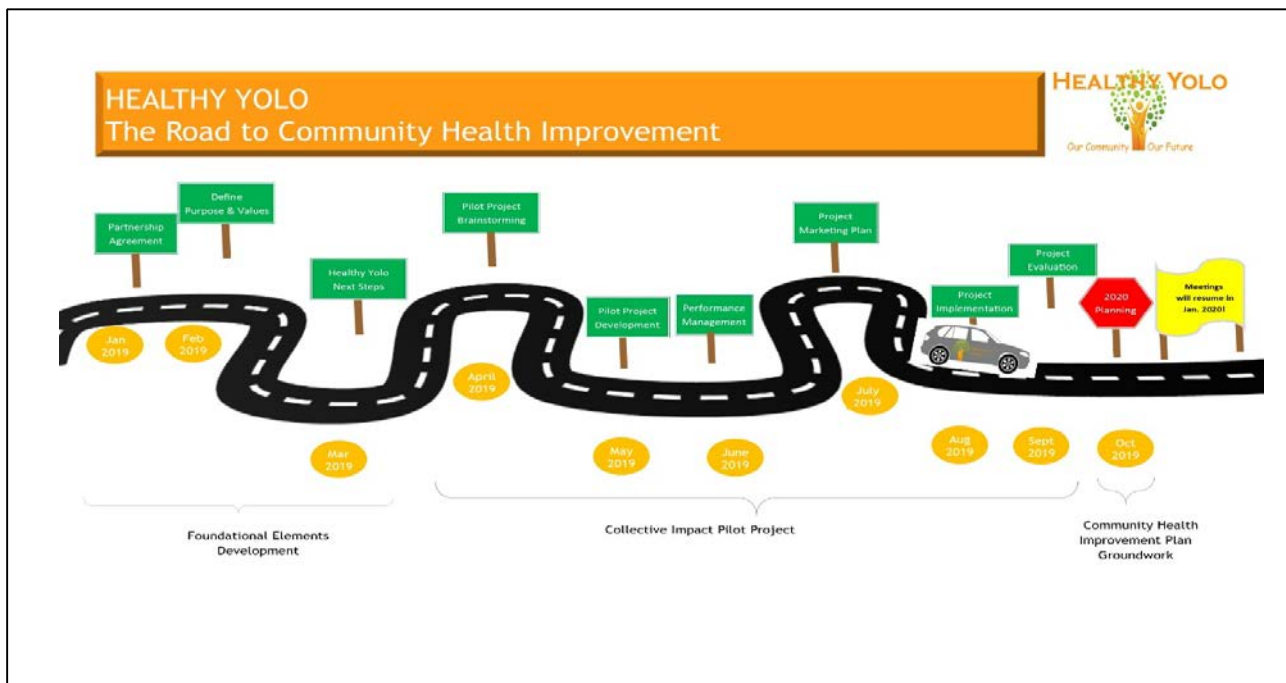 HEALTHY YOLO
The Road to Community Health Improvement
HEALTHY YOLO
Our Community Our Future
Partnership
Agreement
Define
Purpose & Values
Healthy Yolo
Next Steps
Pilot Project
Brainstorming
Pilot Project
Development
Performance
Management
Project
Marketing Plan
Project
Implementation
Project
Evaluation
2020
Planning
Meetings
will resume in
Jan. 2020!
Jan
2019
Feb
2019
Mar
2019
April
2019
May
2019
June
2019
July
2019
Aug
2019
Sept
2019
Oct
2019
Foundational Elements
Development
Collective Impact Pilot Project
Community Health
Improvement Plan
Groundwork